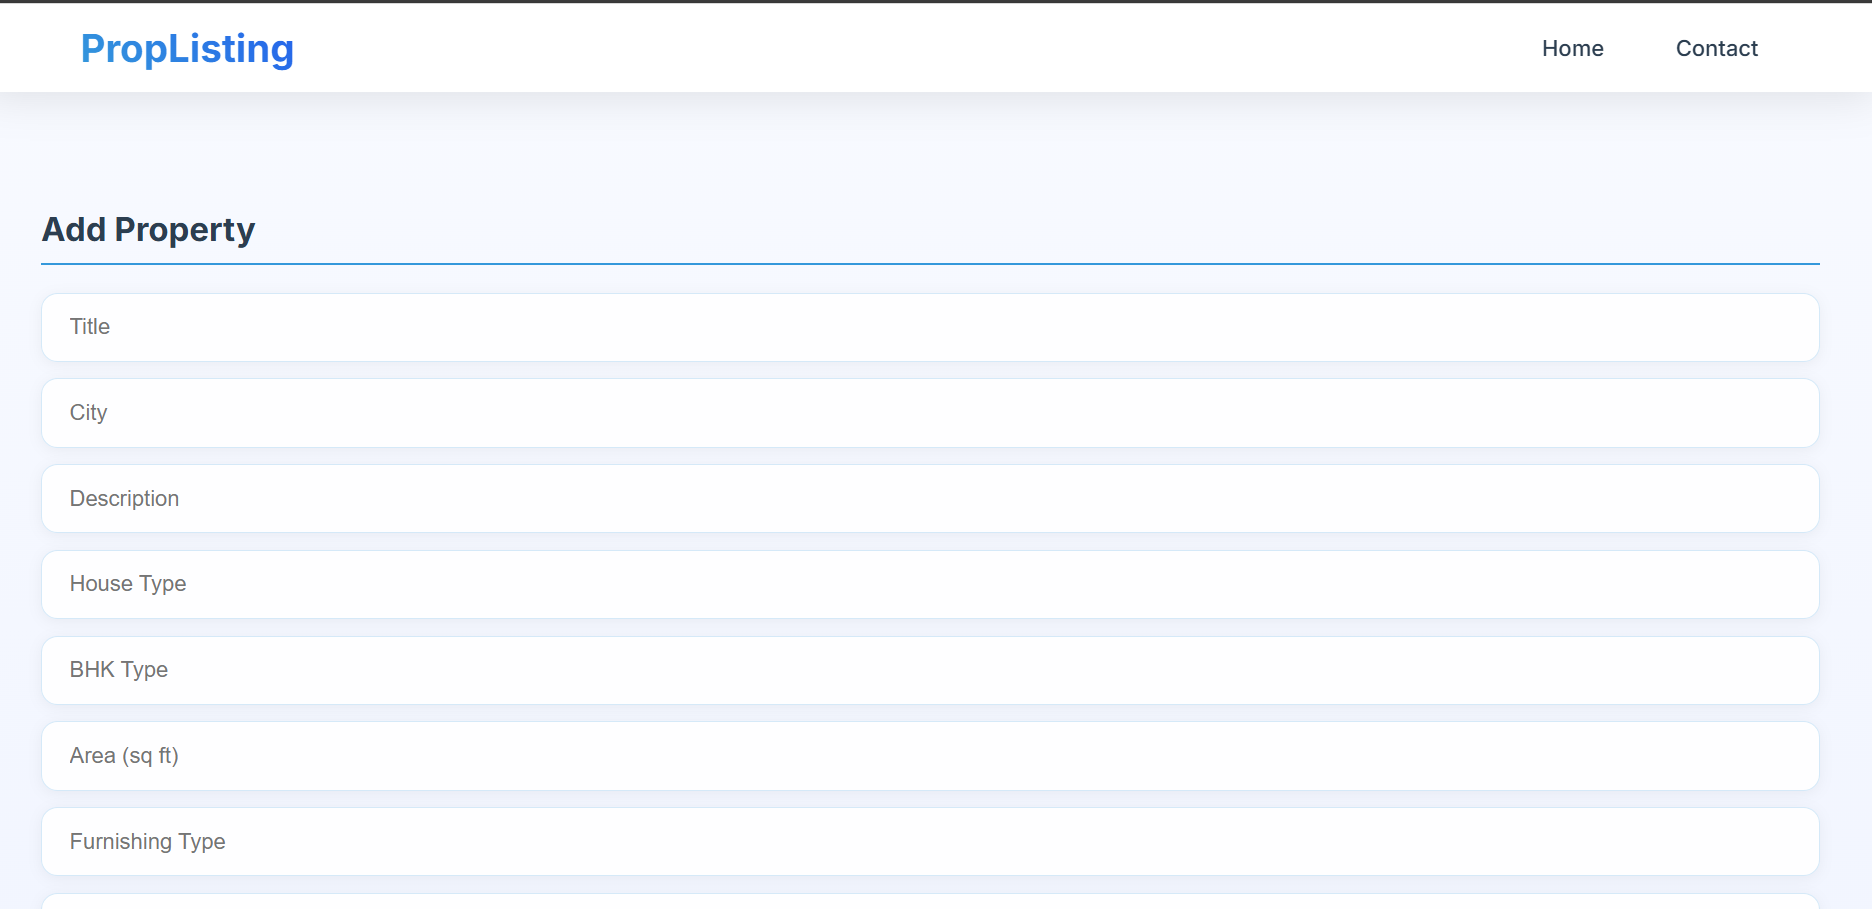 PropListing
Home
Contact
Add Property
Title
City
Description
House Type
BHK Type
Area (sq ft)
Furnishing Type